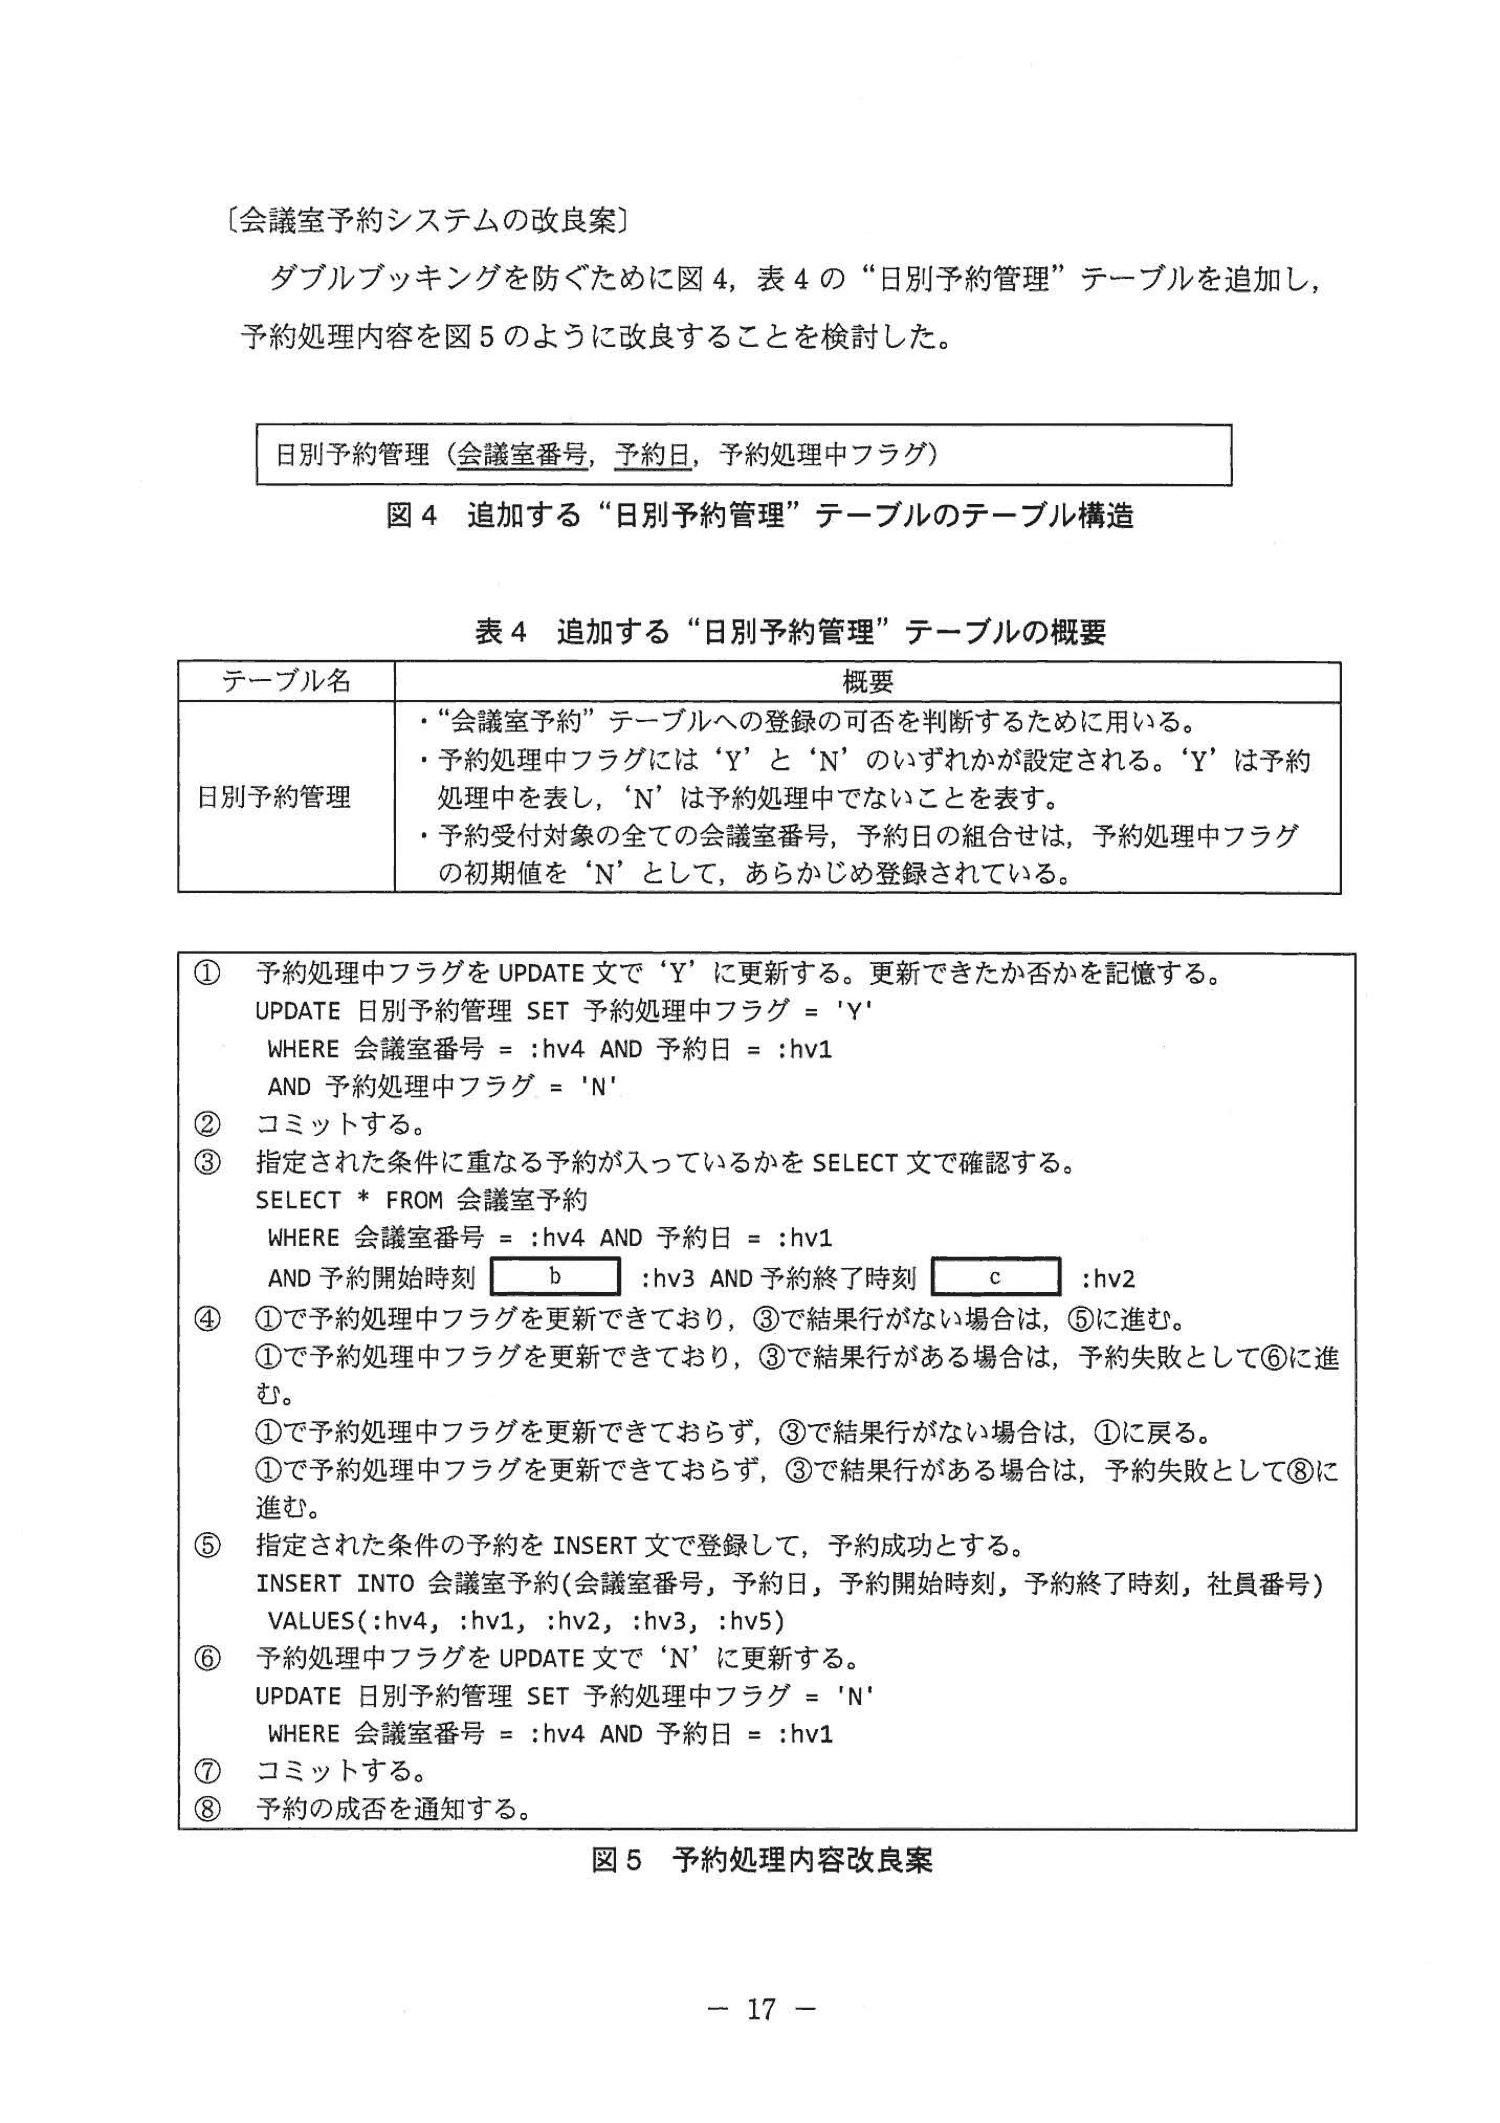 〔会議室予約システムの改良案〕
ダブルブッキングを防ぐために図4，表4の“日別予約管理”テーブルを追加し，
予約処理内容を図5のように改良することを検討した。
日別予約管理（会議室番号，予約日，予約処理中フラグ）
図4　追加する“日別予約管理”テーブルのテーブル構造
表4　追加する“日別予約管理”テーブルの概要
テーブル名　概要
日別予約管理
・“会議室予約”テーブルへの登録の可否を判断するために用いる。
・予約処理中フラグには‘Y’と‘N’のいずれかが設定される。‘Y’は予約
処理中を表し，‘N’は予約処理中でないことを表す。
・予約受付対象の全ての会議室番号，予約日の組合せは，予約処理中フラグ
の初期値を‘N’として，あらかじめ登録されている。
①　予約処理中フラグをUPDATE文で‘Y’に更新する。更新できたか否かを記憶する。
UPDATE 日別予約管理 SET 予約処理中フラグ = 'Y'
WHERE 会議室番号 = :hv4 AND 予約日 = :hv1
AND 予約処理中フラグ = 'N'
②　コミットする。
③　指定された条件に重なる予約が入っているかをSELECT文で確認する。
SELECT * FROM 会議室予約
WHERE 会議室番号 = :hv4 AND 予約日 = :hv1
AND 予約開始時刻 b :hv3 AND 予約終了時刻 c :hv2
④　①で予約処理中フラグを更新できており，③で結果行がない場合は，⑤に進む。
①で予約処理中フラグを更新できており，③で結果行がある場合は，予約失敗として⑥に進
む。
①で予約処理中フラグを更新できておらず，③で結果行がない場合は，①に戻る。
①で予約処理中フラグを更新できておらず，③で結果行がある場合は，予約失敗として⑧に
進む。
⑤　指定された条件の予約をINSERT文で登録して，予約成功とする。
INSERT INTO 会議室予約(会議室番号, 予約日, 予約開始時刻, 予約終了時刻, 社員番号)
VALUES(:hv4, :hv1, :hv2, :hv3, :hv5)
⑥　予約処理中フラグをUPDATE文で‘N’に更新する。
UPDATE 日別予約管理 SET 予約処理中フラグ = 'N'
WHERE 会議室番号 = :hv4 AND 予約日 = :hv1
⑦　コミットする。
⑧　予約の成否を通知する。
図5　予約処理内容改良案
－ 17 －